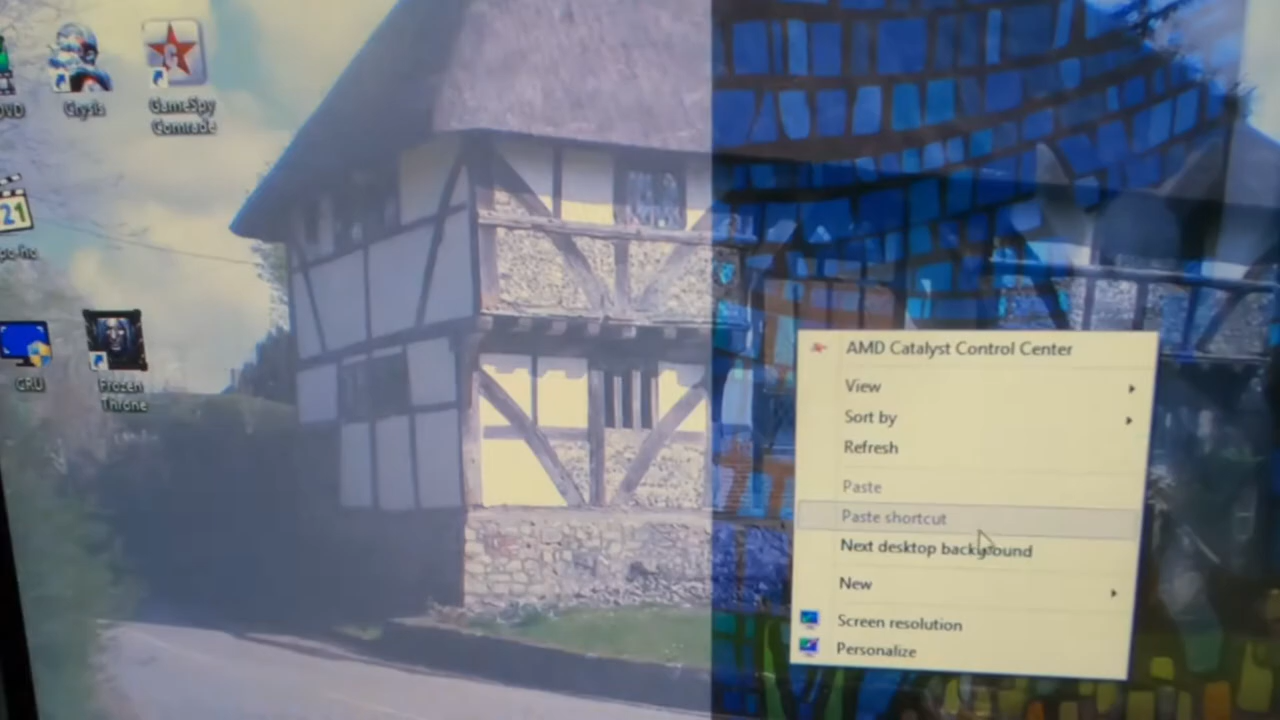 DVD
Crysis
GameSpy
Comrade
21
GRU
Frozen
Throne
AMD Catalyst Control Center
View
Sort by
Refresh
Paste
Paste shortcut
Next desktop background
New
Screen resolution
Personalize